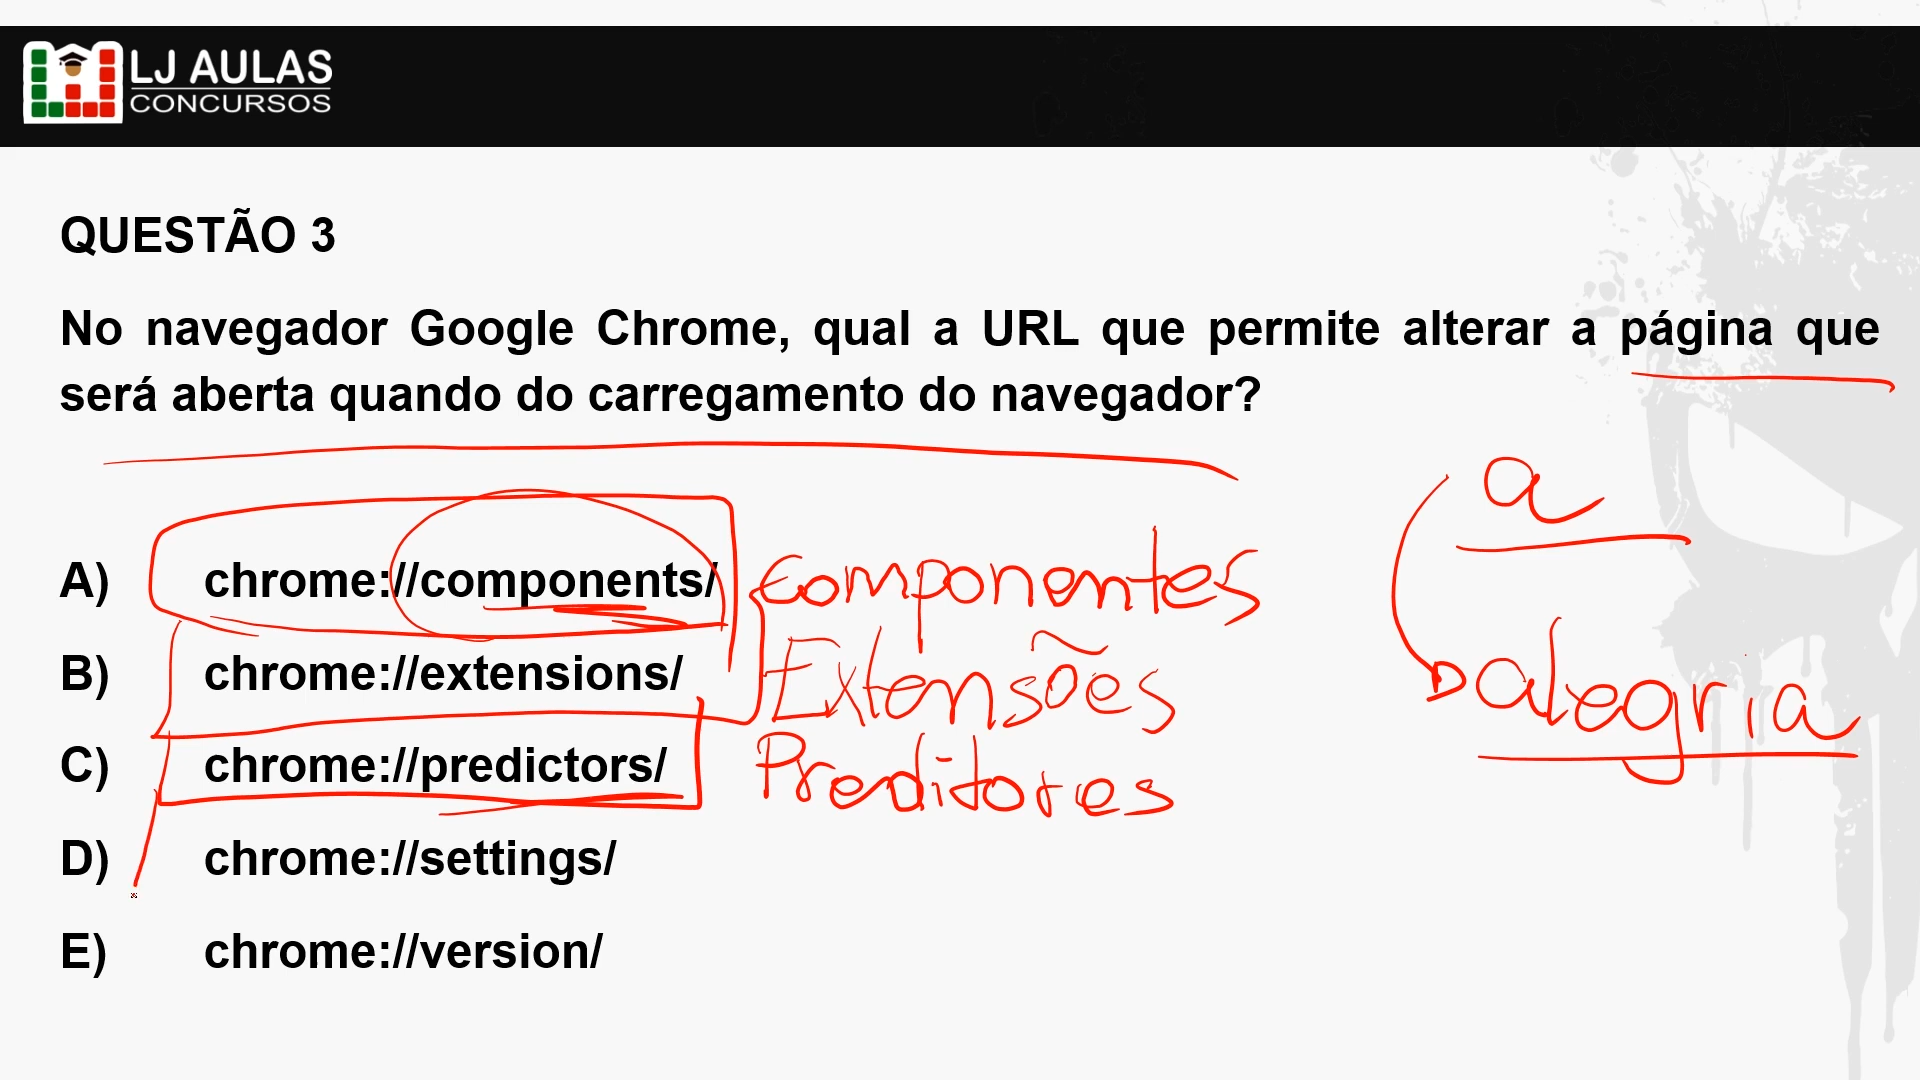 LJ AULAS
CONCURSOS
QUESTÃO 3
No navegador Google Chrome, qual a URL que permite alterar a página que
será aberta quando do carregamento do navegador?
a
A) chrome://components/ Componentes
B) chrome://extensions/ Extensões
alegria
C) chrome://predictors/ Preditores
D) chrome://settings/
E) chrome://version/